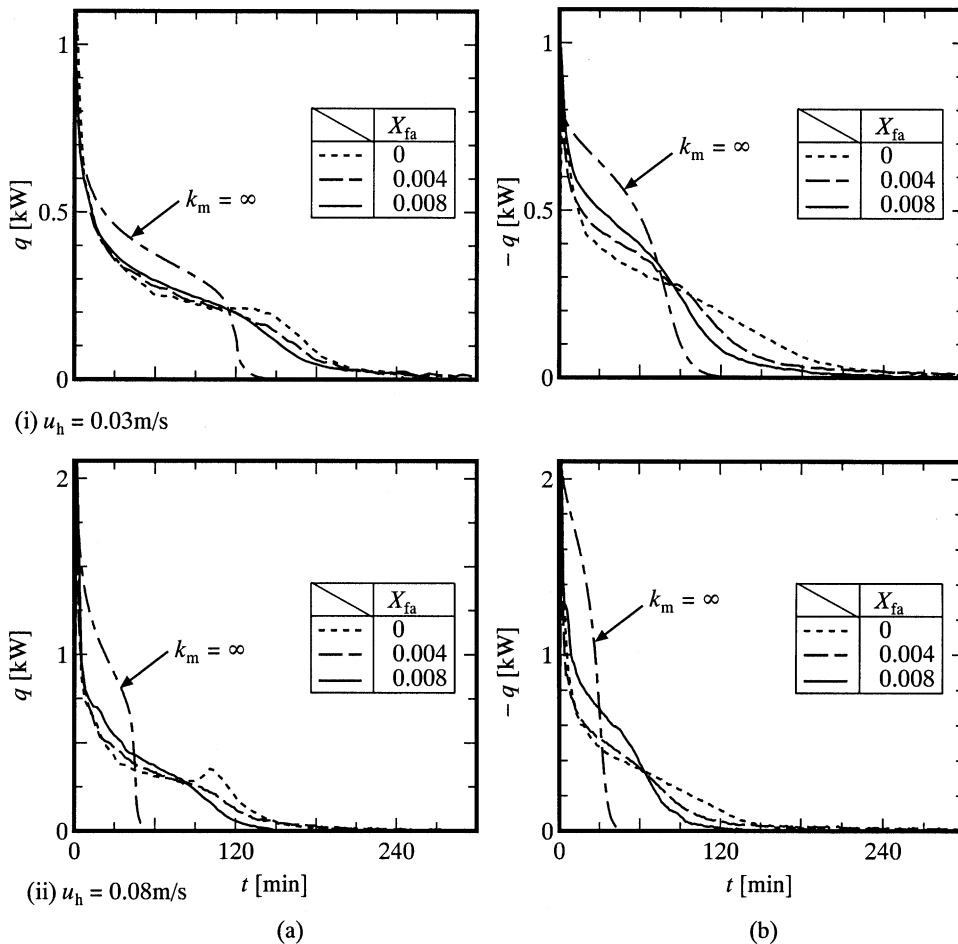 1
0.5
0
q [kW]
k_m = ∞
X_fa
0
0.004
0.008
1
0.5
0
− q [kW]
k_m = ∞
X_fa
0
0.004
0.008
(i) u_h = 0.03m/s
2
1
0
q [kW]
k_m = ∞
X_fa
0
0.004
0.008
0 120 240
t [min]
2
1
0
− q [kW]
k_m = ∞
X_fa
0
0.004
0.008
0 120 240
t [min]
(ii) u_h = 0.08m/s
(a)
(b)